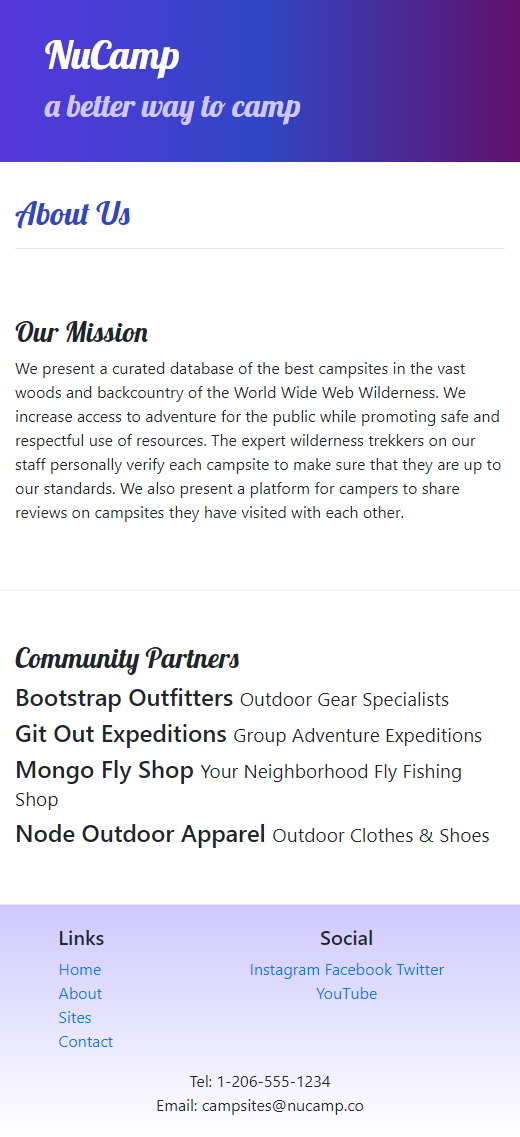 NuCamp
a better way to camp
About Us
Our Mission
We present a curated database of the best campsites in the vast
woods and backcountry of the World Wide Web Wilderness. We
increase access to adventure for the public while promoting safe and
respectful use of resources. The expert wilderness trekkers on our
staff personally verify each campsite to make sure that they are up to
our standards. We also present a platform for campers to share
reviews on campsites they have visited with each other.
Community Partners
Bootstrap Outfitters Outdoor Gear Specialists
Git Out Expeditions Group Adventure Expeditions
Mongo Fly Shop Your Neighborhood Fly Fishing
Shop
Node Outdoor Apparel Outdoor Clothes & Shoes
Links
Home
About
Sites
Contact
Social
Instagram Facebook Twitter
YouTube
Tel: 1-206-555-1234
Email: campsites@nucamp.co